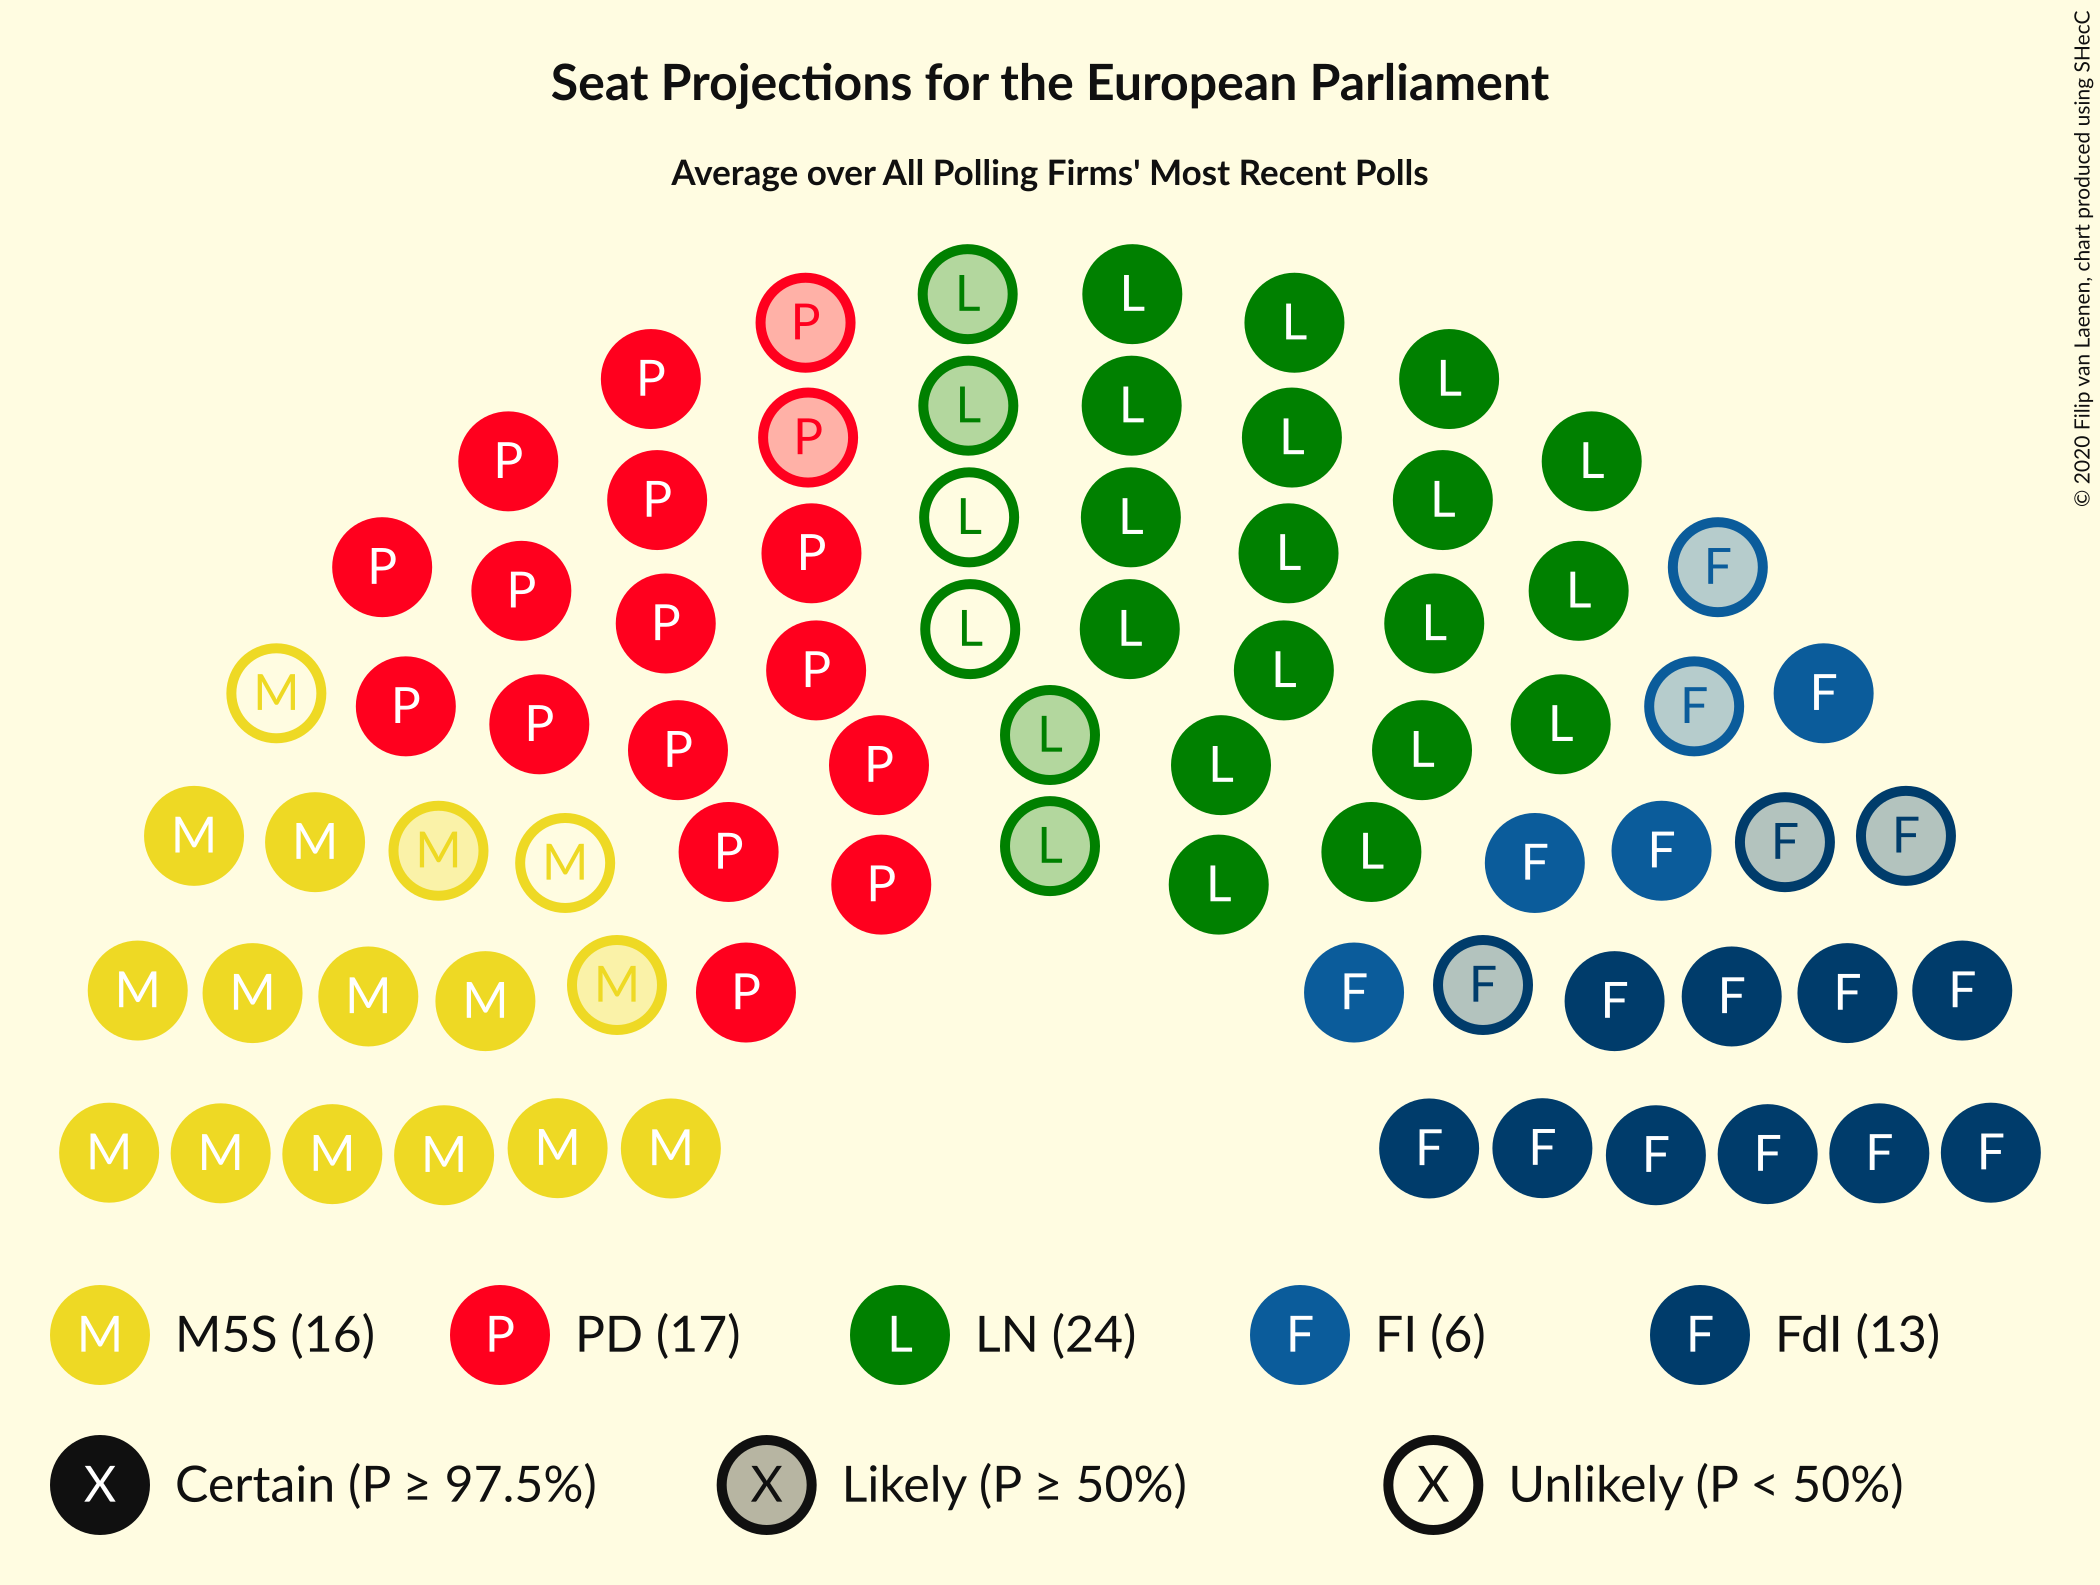 Seat Projections for the European Parliament
Average over All Polling Firms' Most Recent Polls
© 2020 Filip van Laenen, chart produced using SHecC
L L
P L
P L
L L
P L
P L
P L
P L L P L
P F
P L P L
P L
L L
P L
M P P P L L L F F
P L
M M M M P L F F F F
P L
M M M M M P F F F F F F
M M M M M M F F F F F F
M M5S (16) P PD (17) L LN (24) F FI (6) F FdI (13)
X Certain (P ≥ 97.5%) X Likely (P ≥ 50%) X Unlikely (P < 50%)